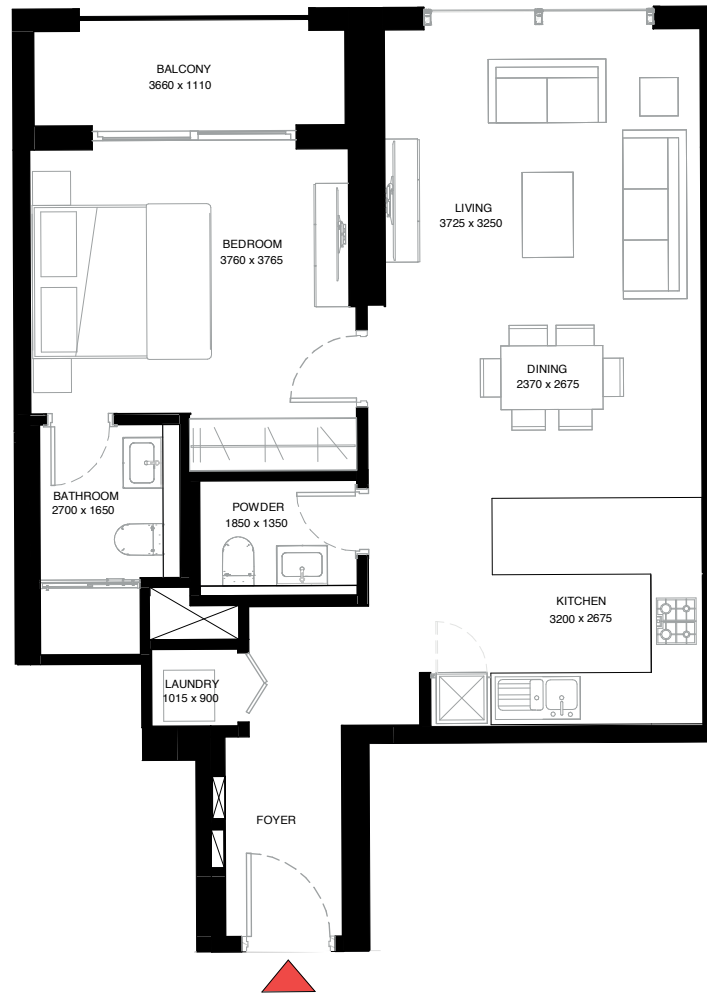 BALCONY
3660 x 1110
LIVING
3725 x 3250
BEDROOM
3760 x 3765
DINING
2370 x 2675
BATHROOM
2700 x 1650
POWDER
1850 x 1350
KITCHEN
3200 x 2675
LAUNDRY
1015 x 900
FOYER